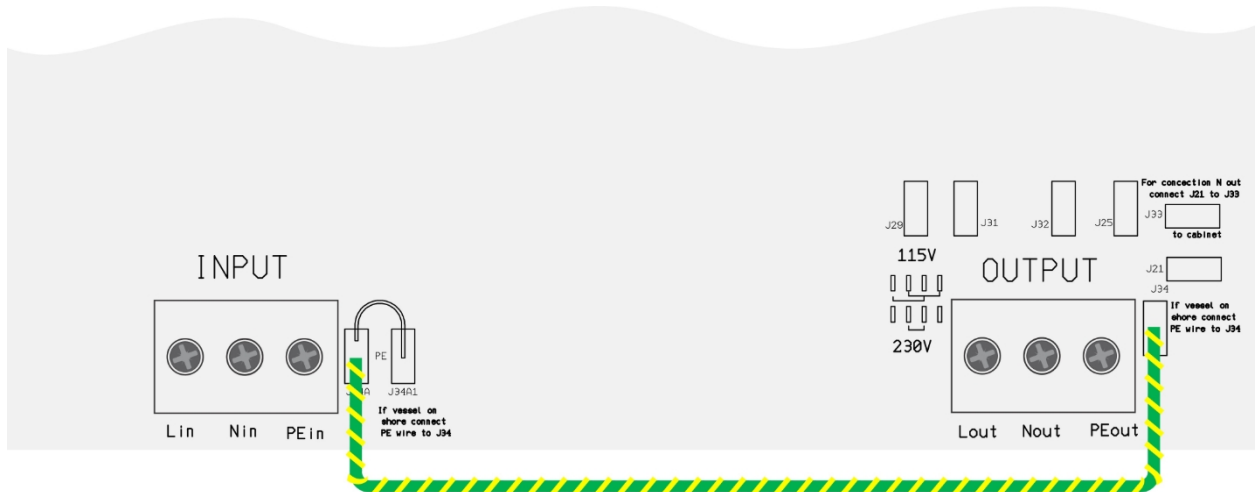 For concection N out
connect J21 to J33
J29
J31
J32
J25
J33
to cabinet
115V
INPUT
OUTPUT
J21
J34
If vessel on
shore connect
PE wire to J34
230V
PE
J34A1
If vessel on
shore connect
PE wire to J34
Lin
Nin
PEin
Lout
Nout
PEout